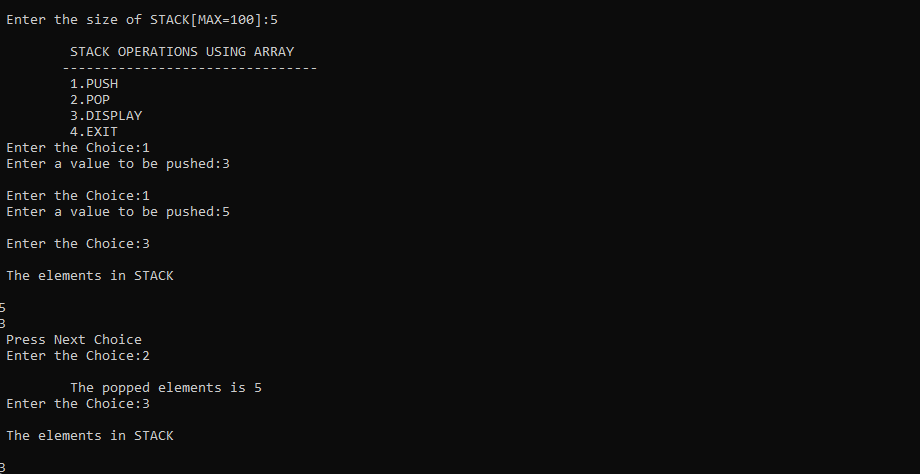 Enter the size of STACK[MAX=100]:5
STACK OPERATIONS USING ARRAY
--------------------------------
1.PUSH
2.POP
3.DISPLAY
4.EXIT
Enter the Choice:1
Enter a value to be pushed:3
Enter the Choice:1
Enter a value to be pushed:5
Enter the Choice:3
The elements in STACK
5
3
Press Next Choice
Enter the Choice:2
The popped elements is 5
Enter the Choice:3
The elements in STACK
3